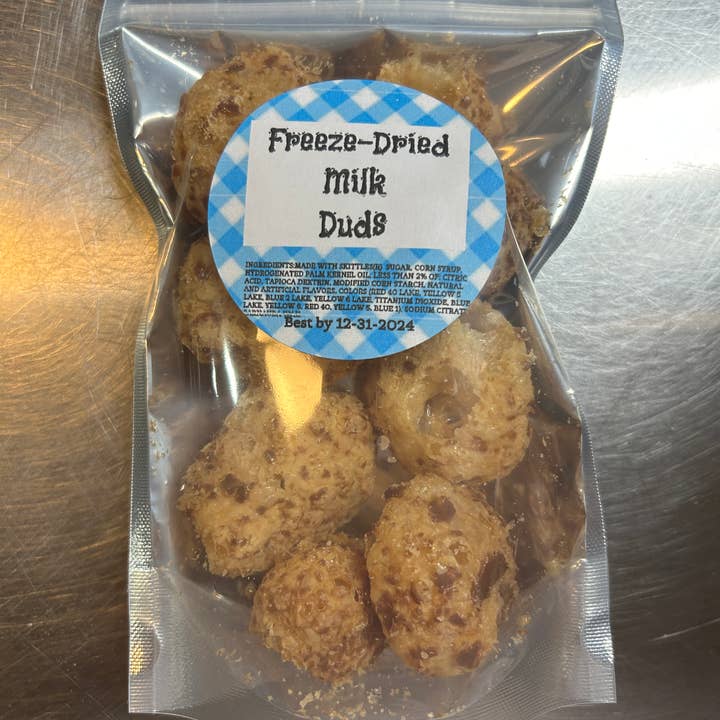 Freeze-Dried
Milk
Duds
INGREDIENTS:MADE WITH SKITTLES(R) SUGAR, CORN SYRUP,
HYDROGENATED PALM KERNEL OIL; LESS THAN 2% OF: CITRIC
ACID, TAPIOCA DEXTRIN, MODIFIED CORN STARCH, NATURAL
AND ARTIFICIAL FLAVORS, COLORS (RED 40 LAKE, YELLOW 5
LAKE, BLUE 2 LAKE, YELLOW 6 LAKE, TITANIUM DIOXIDE, BLUE
LAKE, YELLOW 6, RED 40, YELLOW 5, BLUE 1), SODIUM CITRATE
Best by 12-31-2024